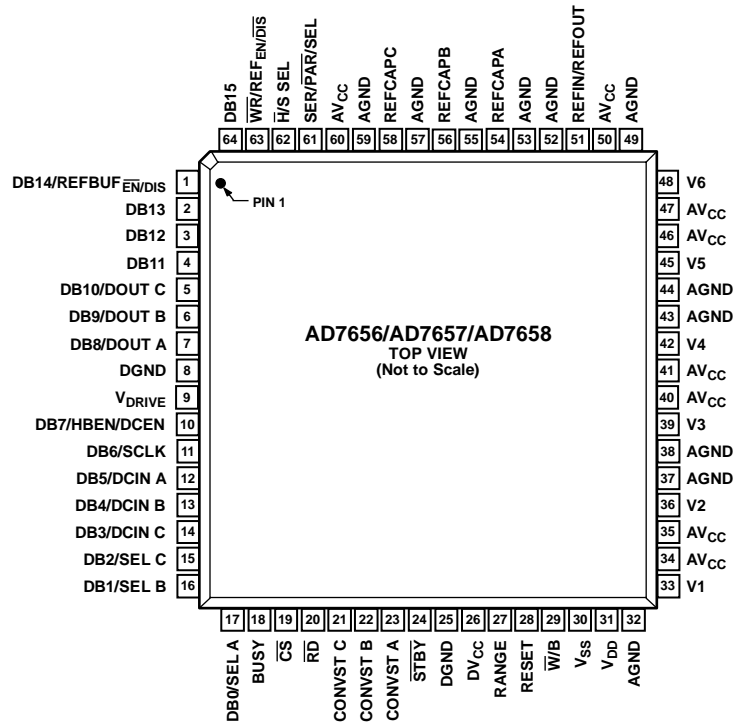 DB15
WR/REF EN/DIS
H/S SEL
SER/PAR/SEL
AVCC
AGND
REFCAPC
AGND
REFCAPB
AGND
REFCAPA
AGND
AGND
REFIN/REFOUT
AVCC
AGND
64 63 62 61 60 59 58 57 56 55 54 53 52 51 50 49
DB14/REFBUF EN/DIS 1
DB13 2
DB12 3
DB11 4
DB10/DOUT C 5
DB9/DOUT B 6
DB8/DOUT A 7
DGND 8
VDRIVE 9
DB7/HBEN/DCEN 10
DB6/SCLK 11
DB5/DCIN A 12
DB4/DCIN B 13
DB3/DCIN C 14
DB2/SEL C 15
DB1/SEL B 16
PIN 1
AD7656/AD7657/AD7658
TOP VIEW
(Not to Scale)
48 V6
47 AVCC
46 AVCC
45 V5
44 AGND
43 AGND
42 V4
41 AVCC
40 AVCC
39 V3
38 AGND
37 AGND
36 V2
35 AVCC
34 AVCC
33 V1
17 18 19 20 21 22 23 24 25 26 27 28 29 30 31 32
DB0/SEL A
BUSY
CS
RD
CONVST C
CONVST B
CONVST A
STBY
DGND
DVCC
RANGE
RESET
W/B
VSS
VDD
AGND